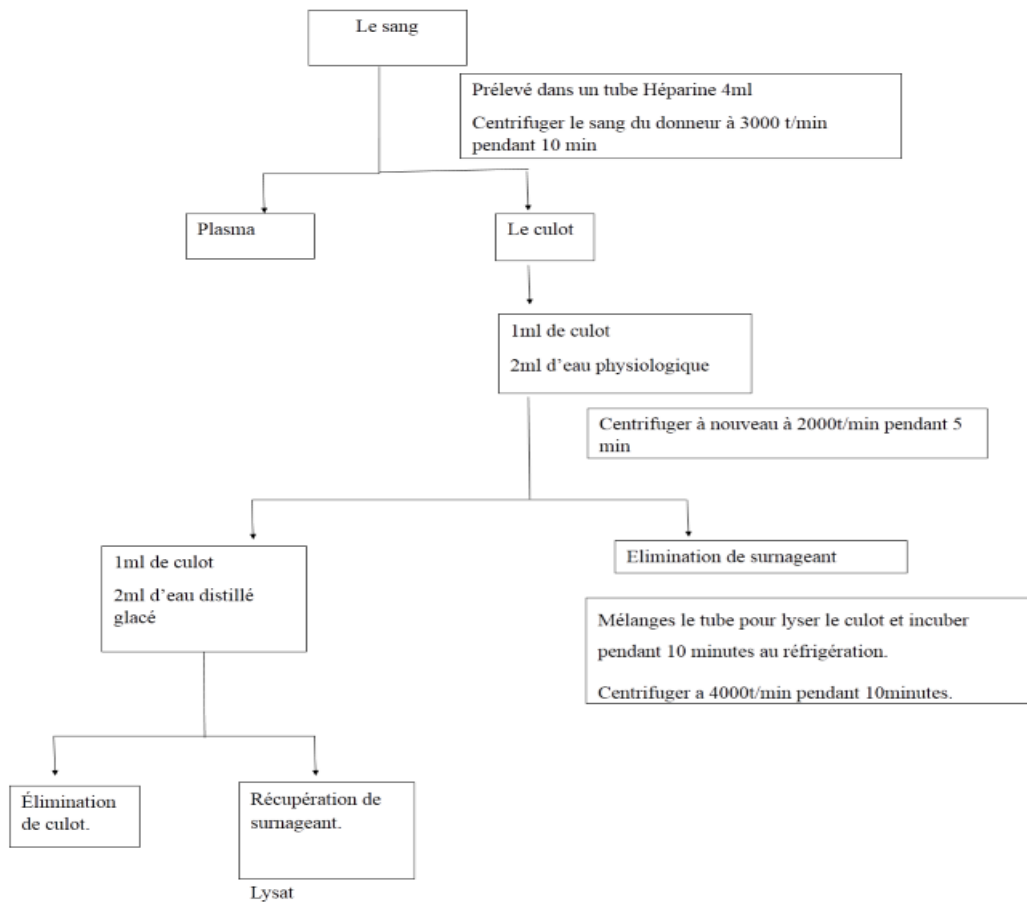 Le sang
Prélevé dans un tube Héparine 4ml
Centrifuger le sang du donneur à 3000 t/min
pendant 10 min
Plasma
Le culot
1ml de culot
2ml d’eau physiologique
Centrifuger à nouveau à 2000t/min pendant 5
min
1ml de culot
2ml d’eau distillé
glacé
Elimination de surnageant
Mélanges le tube pour lyser le culot et incuber
pendant 10 minutes au réfrigération.
Centrifuger a 4000t/min pendant 10minutes.
Élimination
de culot.
Récupération de
surnageant.
Lysat